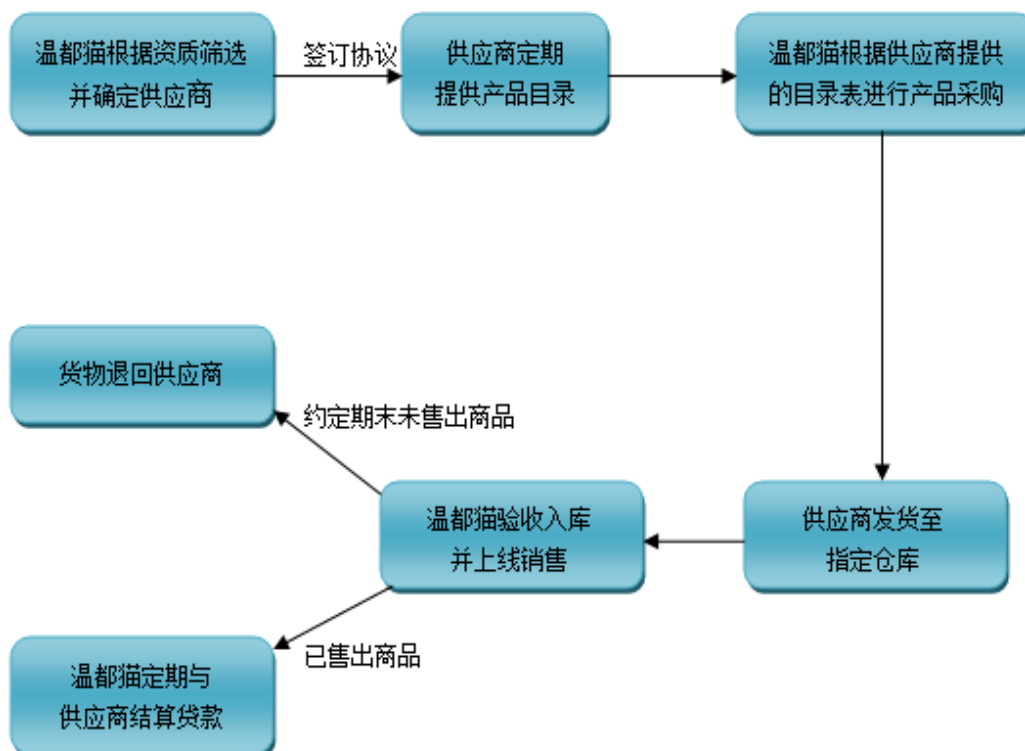 温都猫根据资质筛选
并确定供应商
签订协议
供应商定期
提供产品目录
温都猫根据供应商提供
的目录表进行产品采购
货物退回供应商
约定期末未售出商品
温都猫验收入库
并上线销售
供应商发货至
指定仓库
已售出商品
温都猫定期与
供应商结算贷款